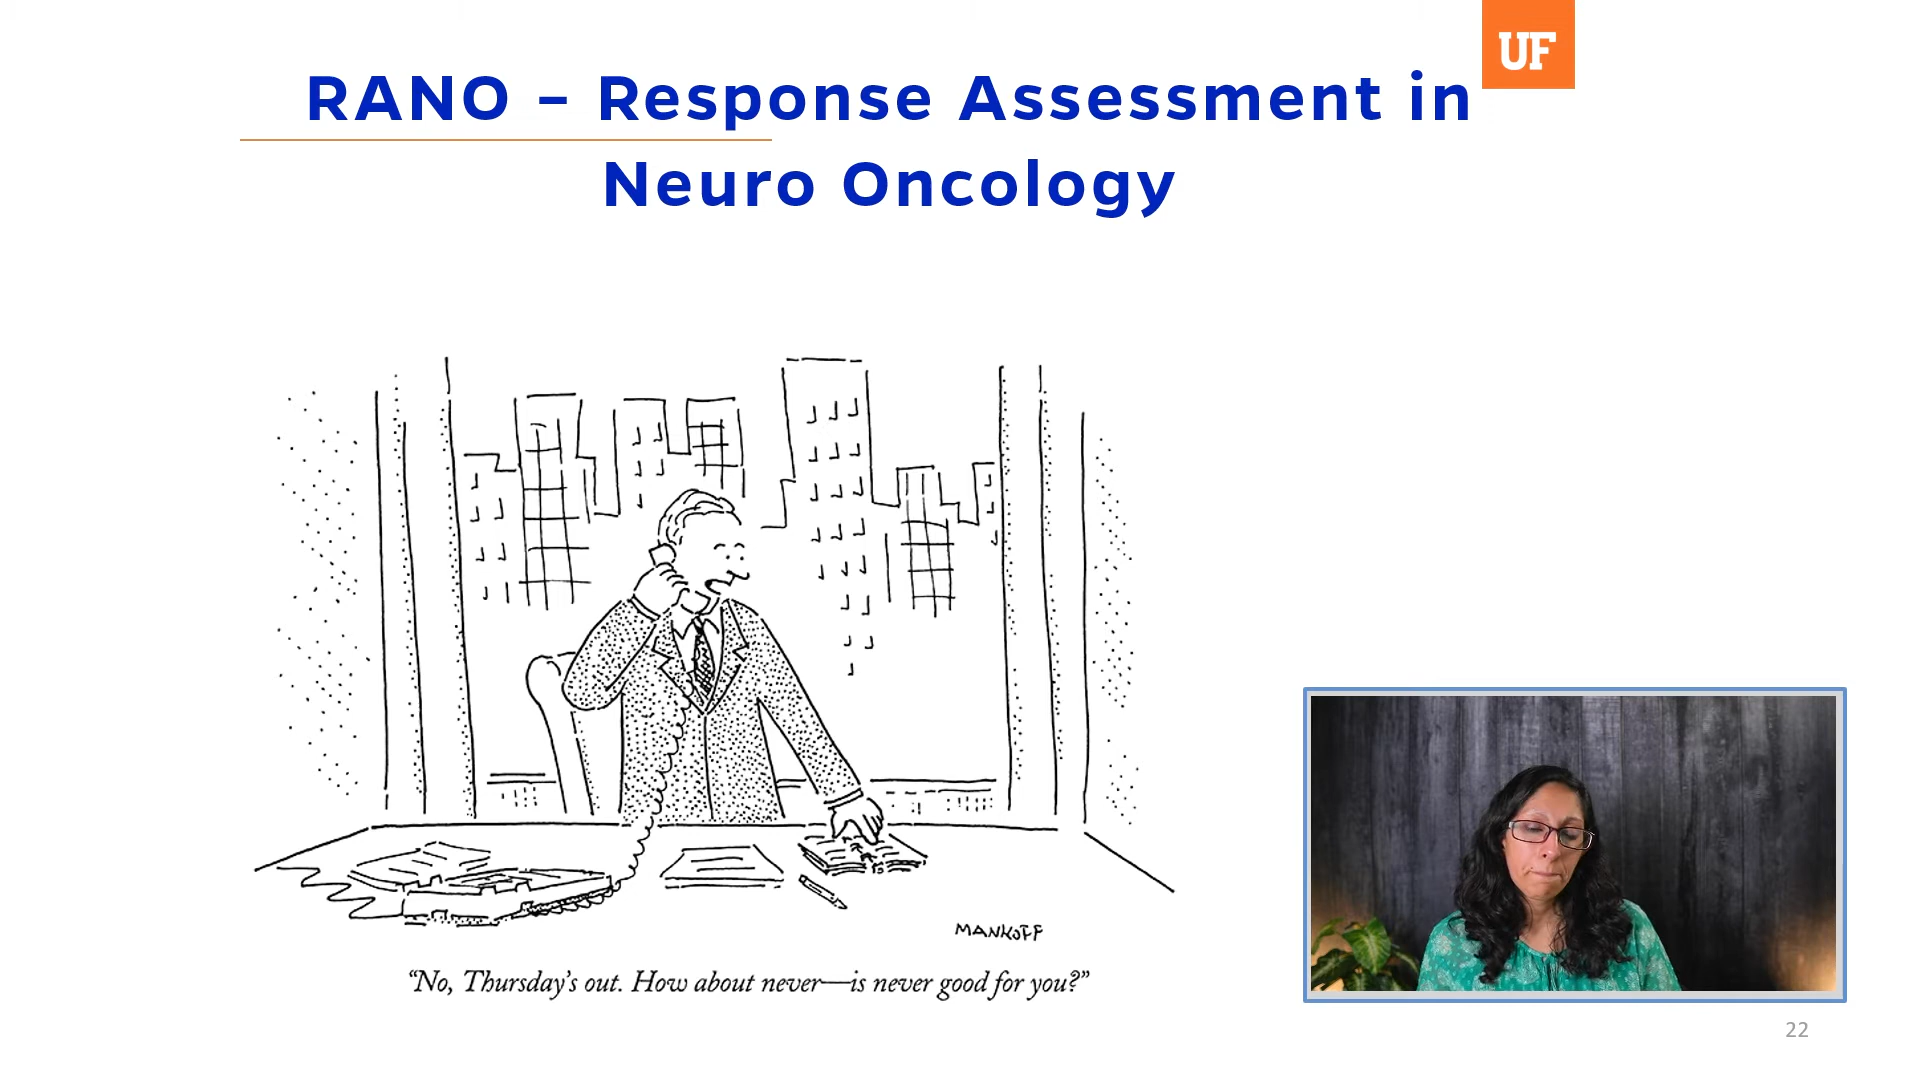 UF
RANO – Response Assessment in
Neuro Oncology
MANKOFF
“No, Thursday’s out. How about never—is never good for you?”
22